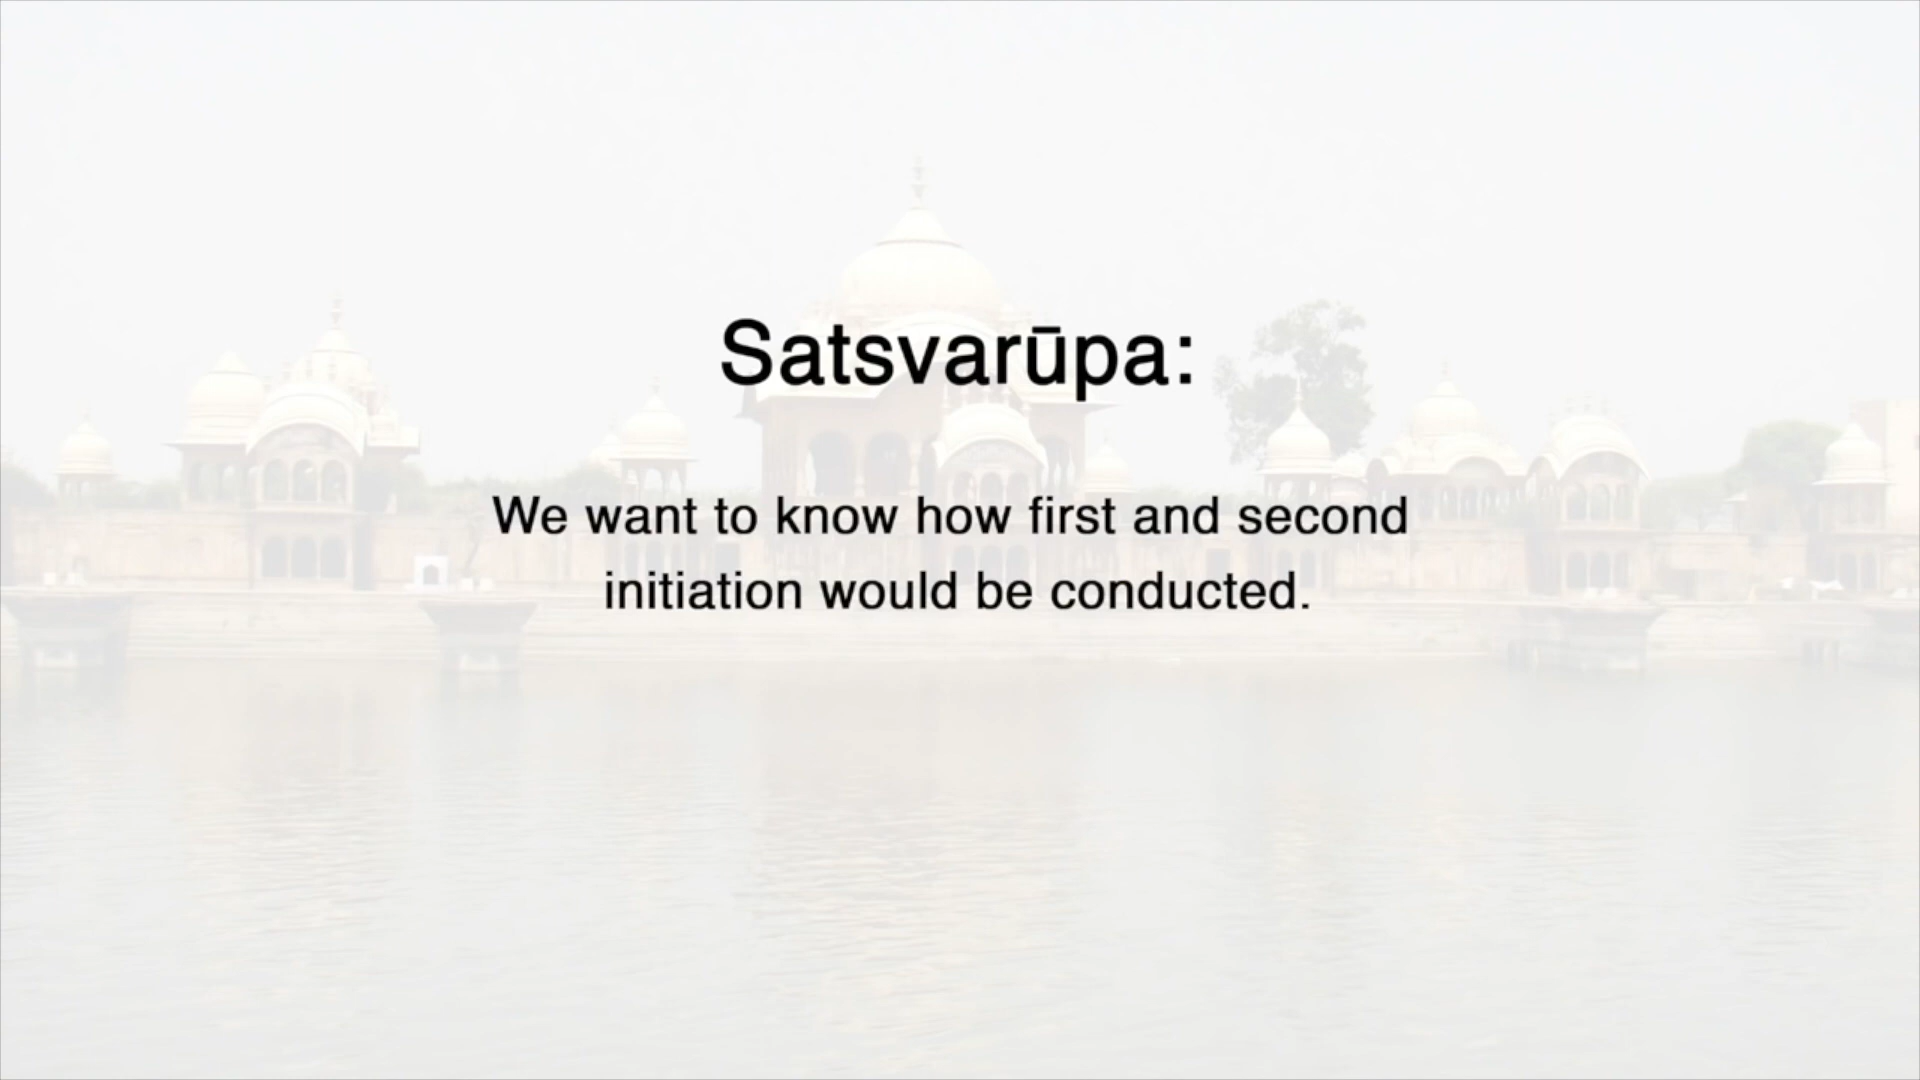 Satsvarūpa:
We want to know how first and second
initiation would be conducted.